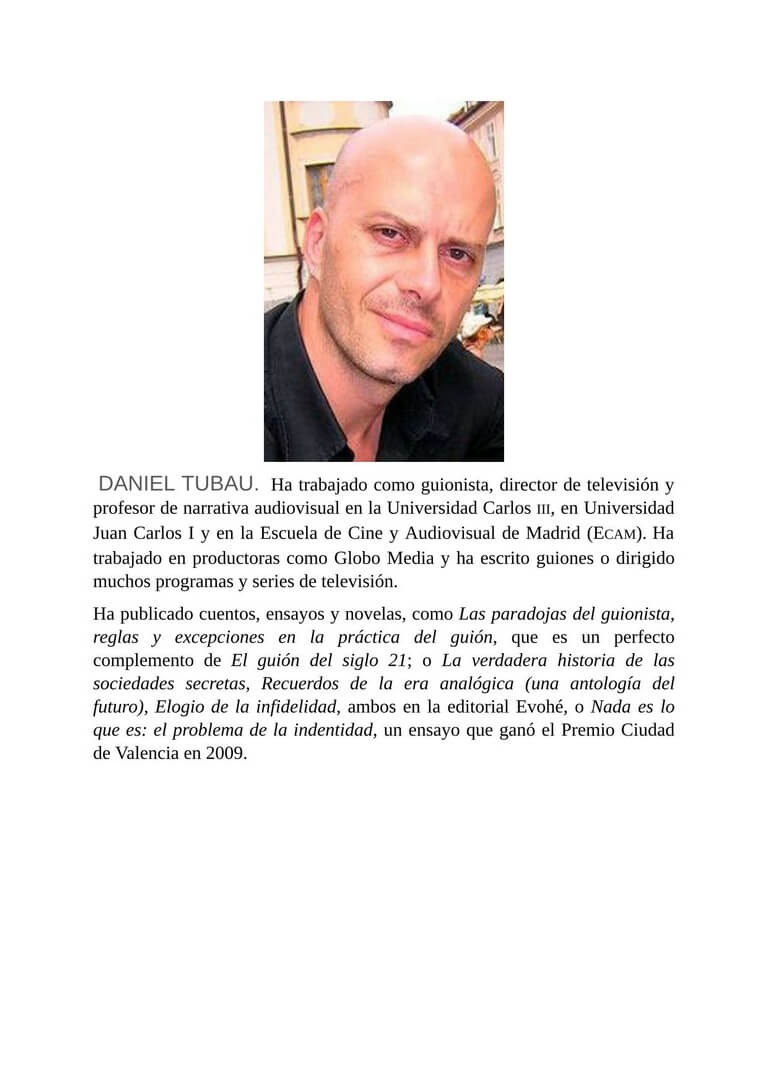 DANIEL TUBAU. Ha trabajado como guionista, director de televisión y
profesor de narrativa audiovisual en la Universidad Carlos III, en Universidad
Juan Carlos I y en la Escuela de Cine y Audiovisual de Madrid (ECAM). Ha
trabajado en productoras como Globo Media y ha escrito guiones o dirigido
muchos programas y series de televisión.
Ha publicado cuentos, ensayos y novelas, como Las paradojas del guionista,
reglas y excepciones en la práctica del guión, que es un perfecto
complemento de El guión del siglo 21; o La verdadera historia de las
sociedades secretas, Recuerdos de la era analógica (una antología del
futuro), Elogio de la infidelidad, ambos en la editorial Evohé, o Nada es lo
que es: el problema de la indentidad, un ensayo que ganó el Premio Ciudad
de Valencia en 2009.